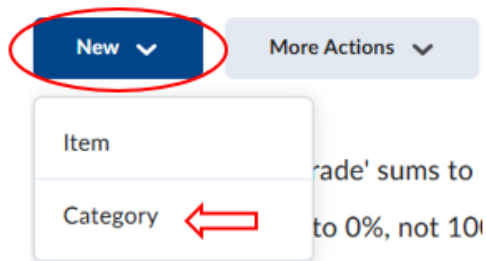 New More Actions
Item
rade' sums to
Category
to 0%, not 10